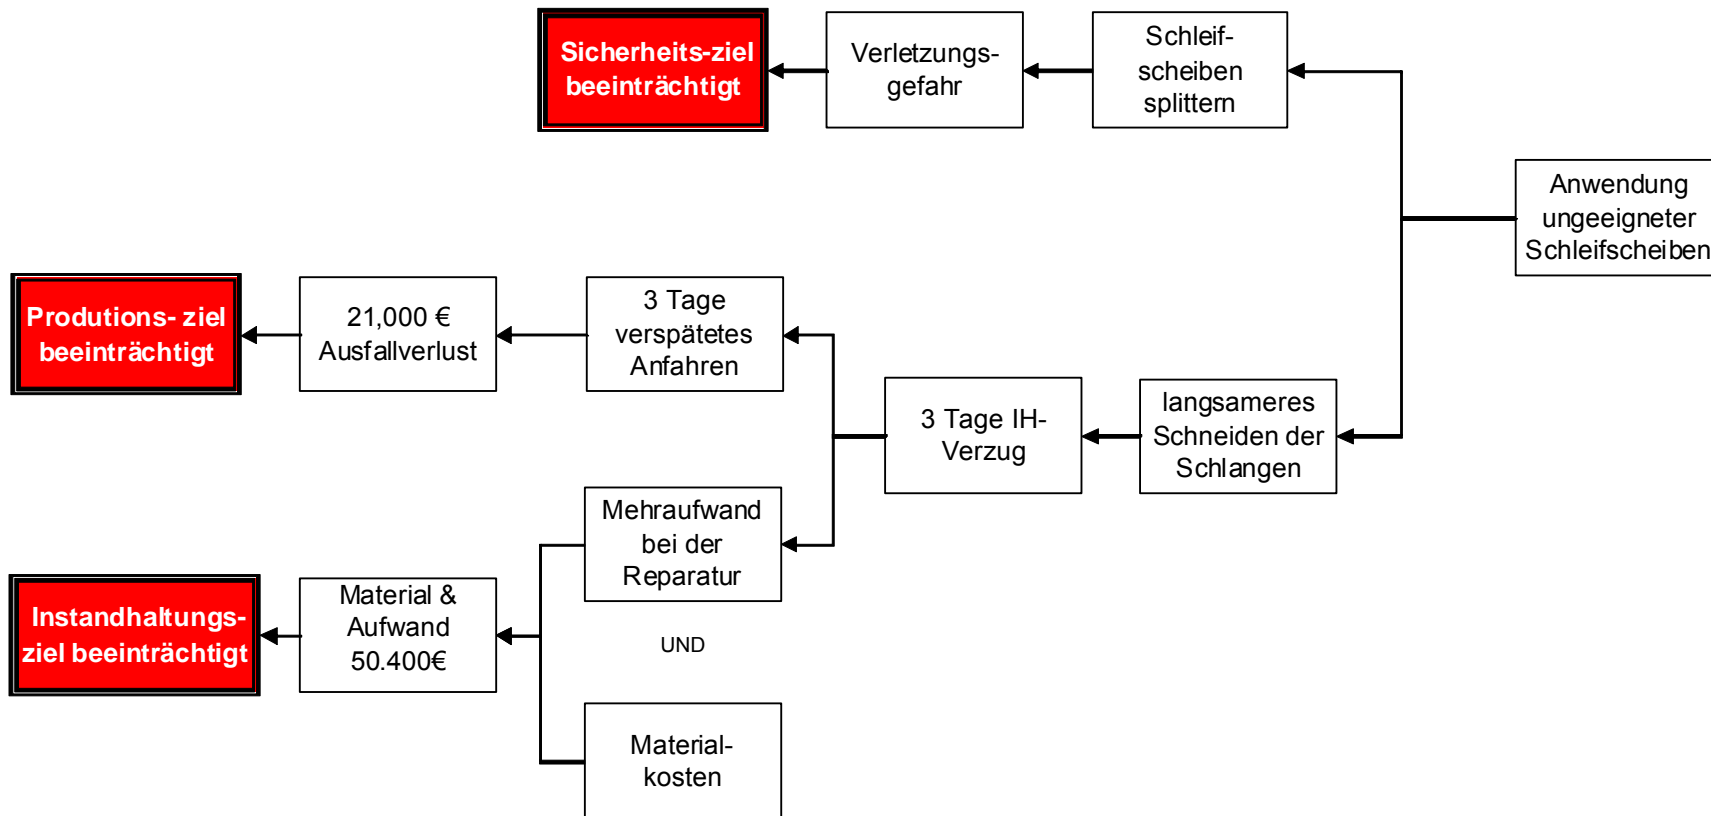 Sicherheits-ziel
beeinträchtigt
Verletzungs-
gefahr
Schleif-
scheiben
splittern
Anwendung
ungeeigneter
Schleifscheiben
Produtions- ziel
beeinträchtigt
21,000 €
Ausfallverlust
3 Tage
verspätetes
Anfahren
3 Tage IH-
Verzug
langsameres
Schneiden der
Schlangen
Mehraufwand
bei der
Reparatur
Instandhaltungs-
ziel beeinträchtigt
Material &
Aufwand
50.400€
UND
Material-
kosten